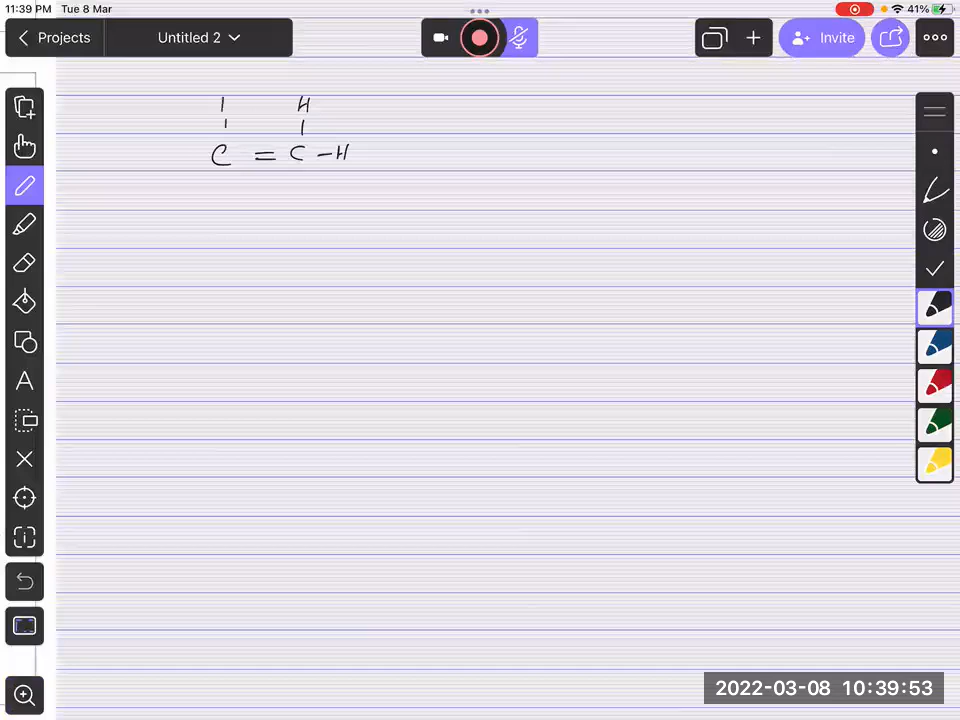 11:39 PM Tue 8 Mar 41%
Projects Untitled 2 Invite
H
C = C - H
A
2022-03-08 10:39:53